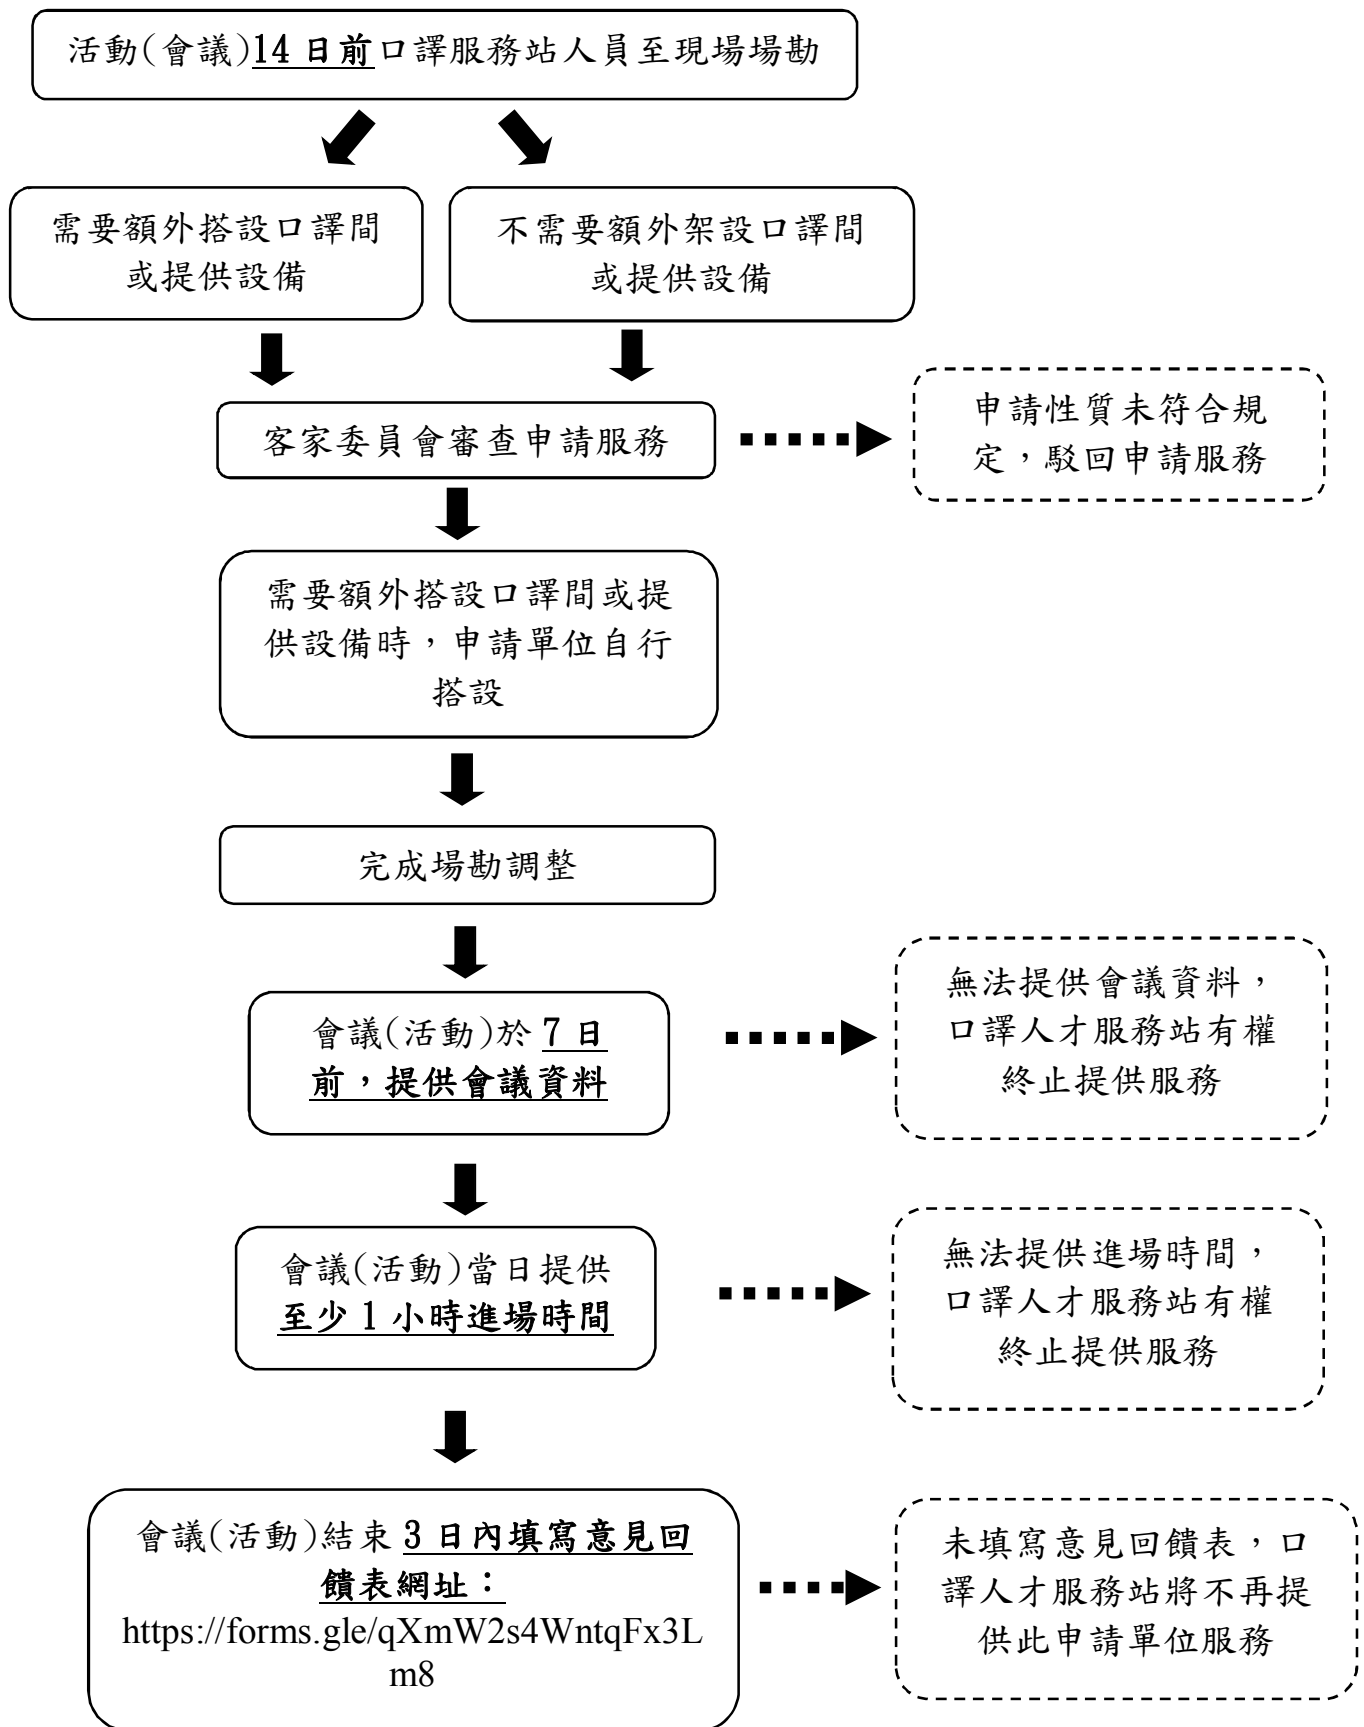 活動(會議)14 日前口譯服務站人員至現場場勘
需要額外搭設口譯間
或提供設備
不需要額外架設口譯間
或提供設備
客家委員會審查申請服務
申請性質未符合規
定，駁回申請服務
需要額外搭設口譯間或提
供設備時，申請單位自行
搭設
完成場勘調整
會議(活動)於 7 日
前，提供會議資料
無法提供會議資料，
口譯人才服務站有權
終止提供服務
會議(活動)當日提供
至少 1 小時進場時間
無法提供進場時間，
口譯人才服務站有權
終止提供服務
會議(活動)結束 3 日內填寫意見回
饋表網址：
https://forms.gle/qXmW2s4WntqFx3L
m8
未填寫意見回饋表，口
譯人才服務站將不再提
供此申請單位服務